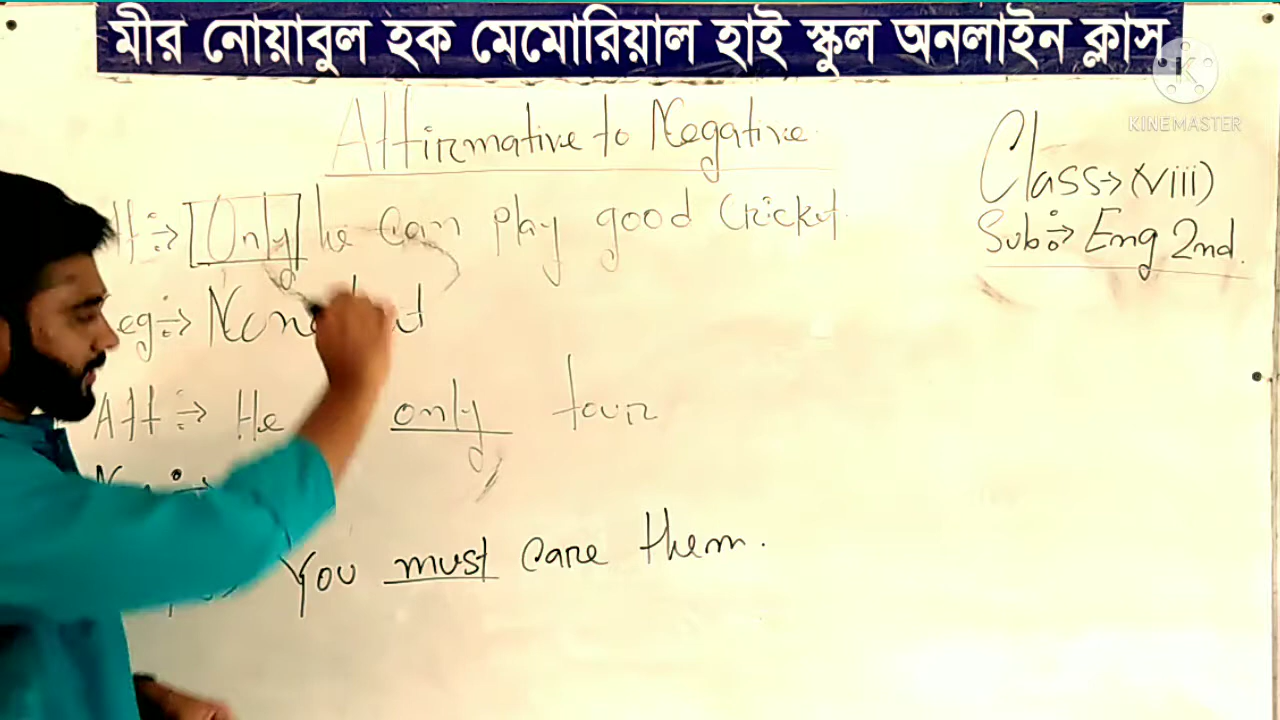 মীর নোয়াবুল হক মেমোরিয়াল হাই স্কুল অনলাইন ক্লাস
KINEMASTER
Affirmative to Negative
Class→(viii)
Sub:→ Eng 2nd.
Only he can play good cricket.
Aff:→ He only four
You must care them.